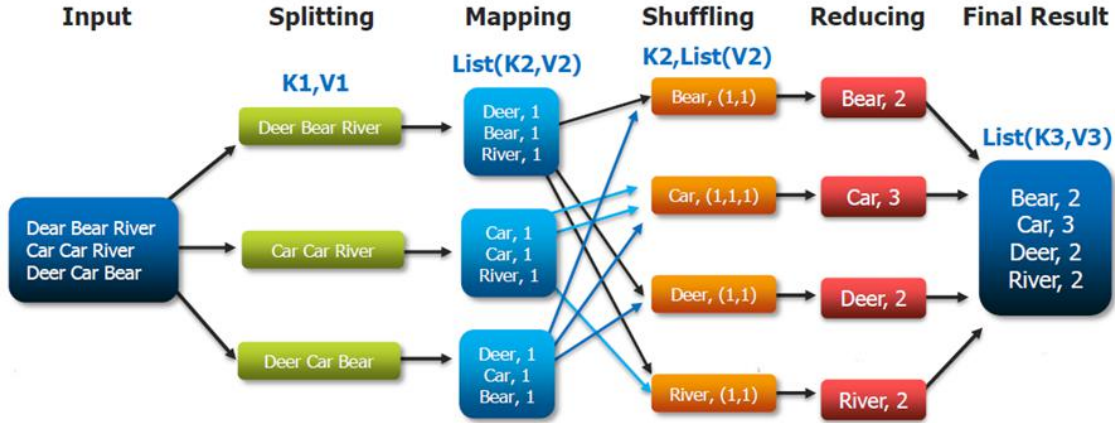 Input
Splitting
Mapping
Shuffling
Reducing
Final Result
K1,V1
List(K2,V2)
K2,List(V2)
List(K3,V3)
Dear Bear River
Car Car River
Deer Car Bear
Deer Bear River
Car Car River
Deer Car Bear
Deer, 1
Bear, 1
River, 1
Car, 1
Car, 1
River, 1
Deer, 1
Car, 1
Bear, 1
Bear, (1,1)
Car, (1,1,1)
Deer, (1,1)
River, (1,1)
Bear, 2
Car, 3
Deer, 2
River, 2
Bear, 2
Car, 3
Deer, 2
River, 2